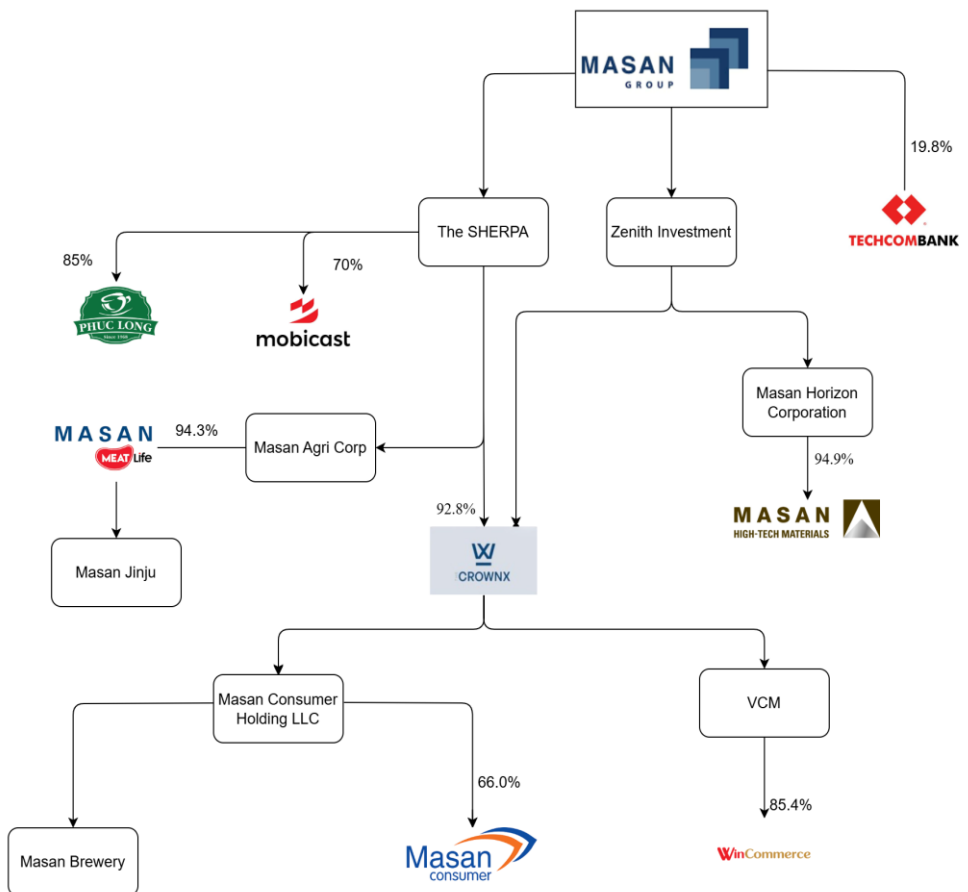 MASAN
GROUP
19.8%
TECHCOMBANK
The SHERPA
Zenith Investment
85%
70%
PHUC LONG
Since 1968
mobicast
Masan Horizon
Corporation
MASAN
MEAT Life
94.3%
Masan Agri Corp
94.9%
92.8%
MASAN
HIGH-TECH MATERIALS
CROWNX
Masan Jinju
Masan Consumer
Holding LLC
VCM
66.0%
85.4%
Masan Brewery
Masan
consumer
WinCommerce